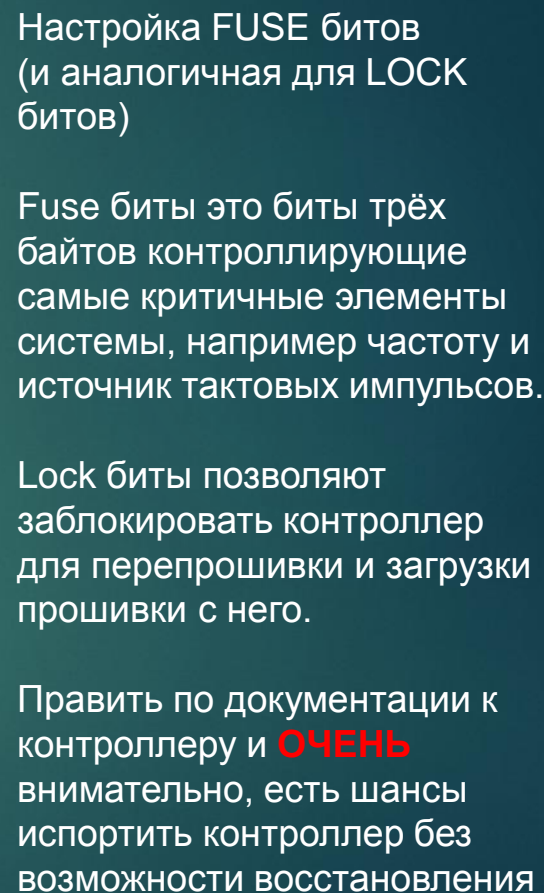 Настройка FUSE битов
(и аналогичная для LOCK
битов)
Fuse биты это биты трёх
байтов контроллирующие
самые критичные элементы
системы, например частоту и
источник тактовых импульсов.
Lock биты позволяют
заблокировать контроллер
для перепрошивки и загрузки
прошивки с него.
Править по документации к
контроллеру и ОЧЕНЬ
внимательно, есть шансы
испортить контроллер без
возможности восстановления